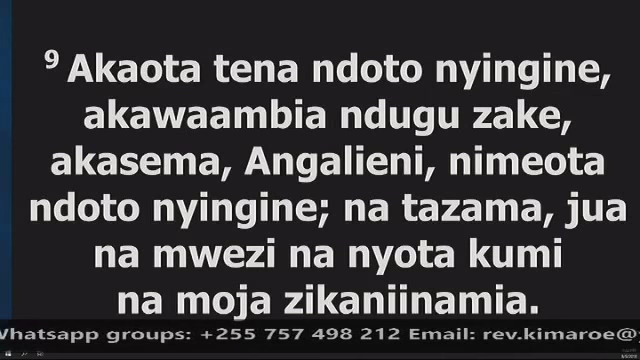 9 Akaota tena ndoto nyingine,
akawaambia ndugu zake,
akasema, Angalieni, nimeota
ndoto nyingine; na tazama, jua
na mwezi na nyota kumi
na moja zikaniinamia.
Whatsapp groups: +255 757 498 212 Email: rev.kimaroe@